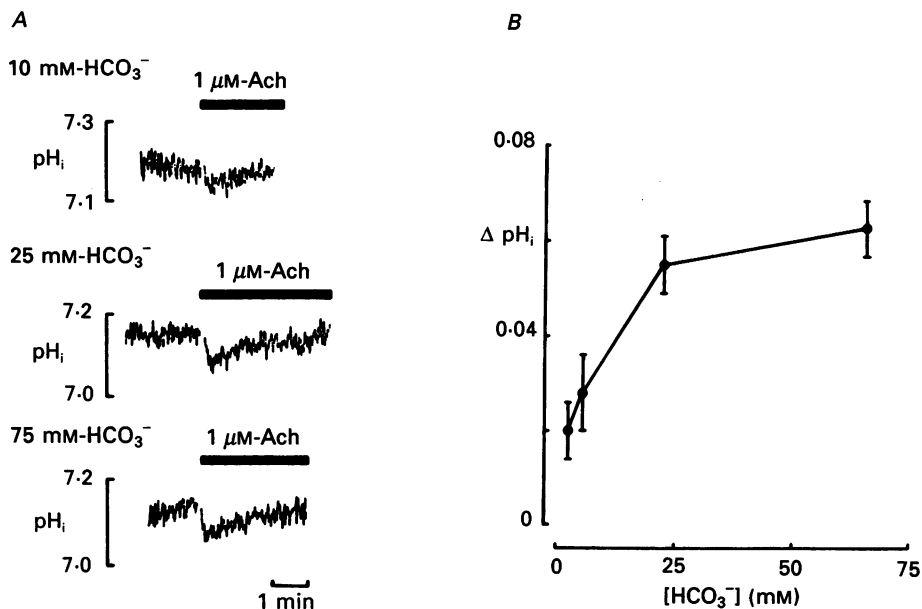 A
10 mM-HCO₃⁻
1 μM-Ach
7·3
pHᵢ
7·1
25 mM-HCO₃⁻
1 μM-Ach
7·2
pHᵢ
7·0
75 mM-HCO₃⁻
1 μM-Ach
7·2
pHᵢ
7·0
1 min
B
0·08
Δ pHᵢ
0·04
0
0 25 50 75
[HCO₃⁻] (mM)